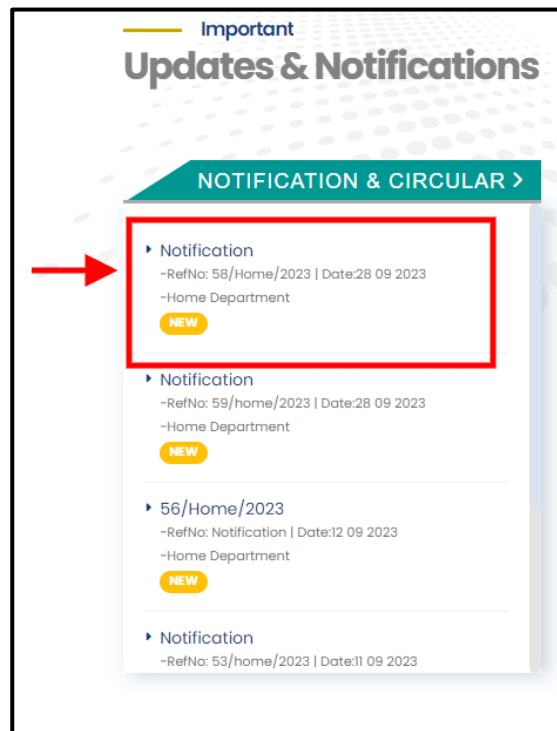 Important
Updates & Notifications
NOTIFICATION & CIRCULAR >
Notification
-RefNo: 58/Home/2023 | Date:28 09 2023
-Home Department
NEW
Notification
-RefNo: 59/home/2023 | Date:28 09 2023
-Home Department
NEW
56/Home/2023
-RefNo: Notification | Date:12 09 2023
-Home Department
NEW
Notification
-RefNo: 53/home/2023 | Date:11 09 2023